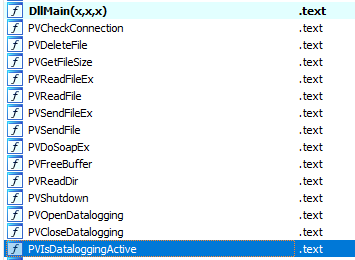 f DllMain(x,x,x) .text
f PVCheckConnection .text
f PVDeleteFile .text
f PVGetFileSize .text
f PVReadFileEx .text
f PVReadFile .text
f PVSendFileEx .text
f PVSendFile .text
f PVDoSoapEx .text
f PVFreeBuffer .text
f PVReadDir .text
f PVShutdown .text
f PVOpenDatalogging .text
f PVCloseDatalogging .text
f PVIsDataloggingActive .text